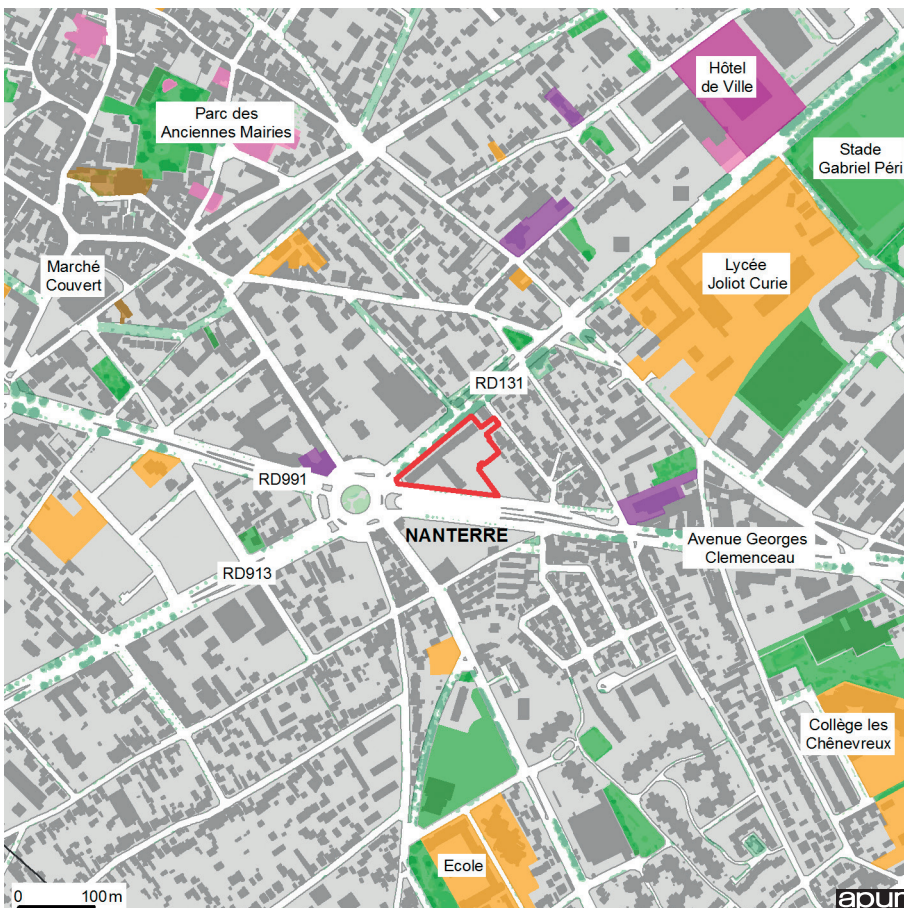 Hôtel
de Ville
Parc des
Anciennes Mairies
Stade
Gabriel Péri
Marché
Couvert
Lycée
Joliot Curie
RD131
RD991
NANTERRE
Avenue Georges
Clemenceau
RD913
Collège les
Chênevreux
Ecole
0 100 m
apur